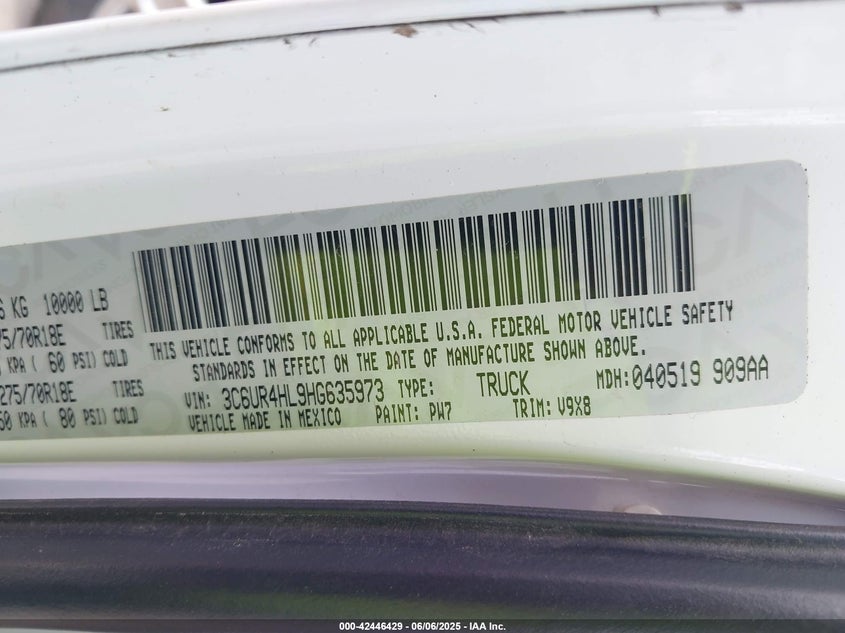 KG 10000 LB
75/70R18E TIRES
KPA ( 60 PSI) COLD
275/70R18E TIRES
50 KPA ( 80 PSI) COLD
THIS VEHICLE CONFORMS TO ALL APPLICABLE U.S.A. FEDERAL MOTOR VEHICLE SAFETY
STANDARDS IN EFFECT ON THE DATE OF MANUFACTURE SHOWN ABOVE.
VIN: 3C6UR4HL9HG635973 TYPE: TRUCK MDH: 040519 909AA
VEHICLE MADE IN MEXICO PAINT: PW7 TRIM: V9X8
000-42446429 - 06/06/2025 - IAA Inc.